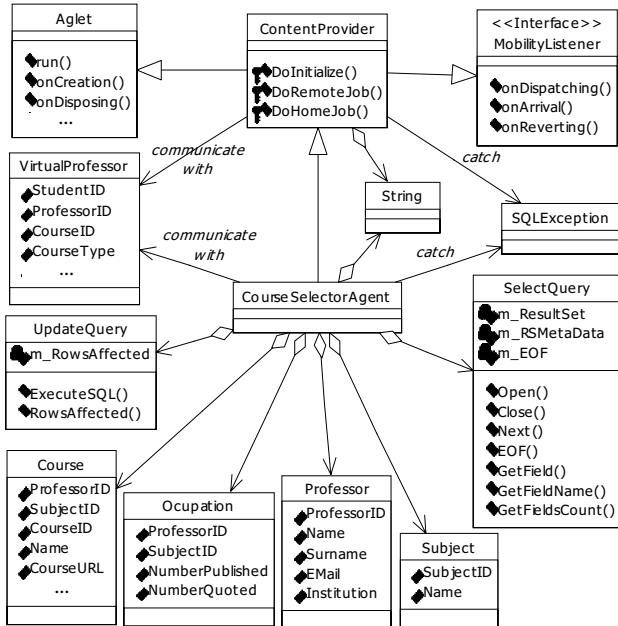 Aglet
run()
onCreation()
onDisposing()
...
ContentProvider
DoInitialize()
DoRemoteJob()
DoHomeJob()
<<Interface>>
MobilityListener
onDispatching()
onArrival()
onReverting()
communicate
with
catch
VirtualProfessor
StudentID
ProfessorID
CourseID
CourseType
...
String
SQLException
communicate
with
catch
CourseSelectorAgent
SelectQuery
m_ResultSet
m_RSMetaData
m_EOF
Open()
Close()
Next()
EOF()
GetField()
GetFieldName()
GetFieldsCount()
UpdateQuery
m_RowsAffected
ExecuteSQL()
RowsAffected()
Course
ProfessorID
SubjectID
CourseID
Name
CourseURL
...
Ocupation
ProfessorID
SubjectID
NumberPublished
NumberQuoted
Professor
ProfessorID
Name
Surname
EMail
Institution
Subject
SubjectID
Name